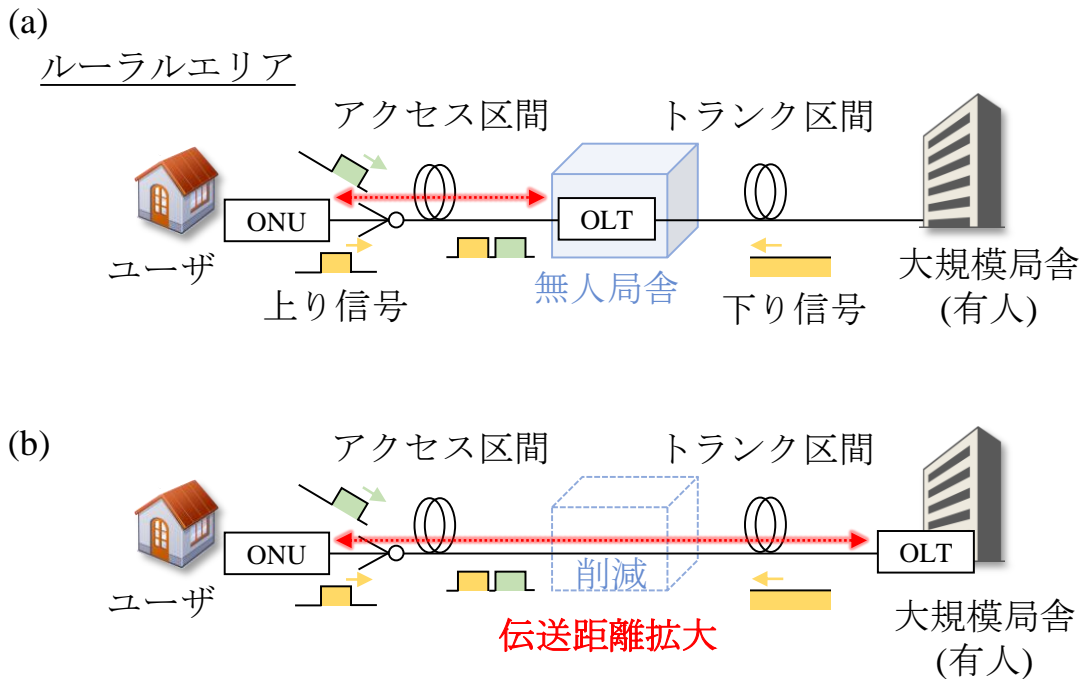 (a)
ルーラルエリア
アクセス区間
トランク区間
ONU
OLT
ユーザ
上り信号
無人局舎
下り信号
大規模局舎
(有人)
(b)
アクセス区間
トランク区間
ONU
OLT
削減
ユーザ
伝送距離拡大
大規模局舎
(有人)